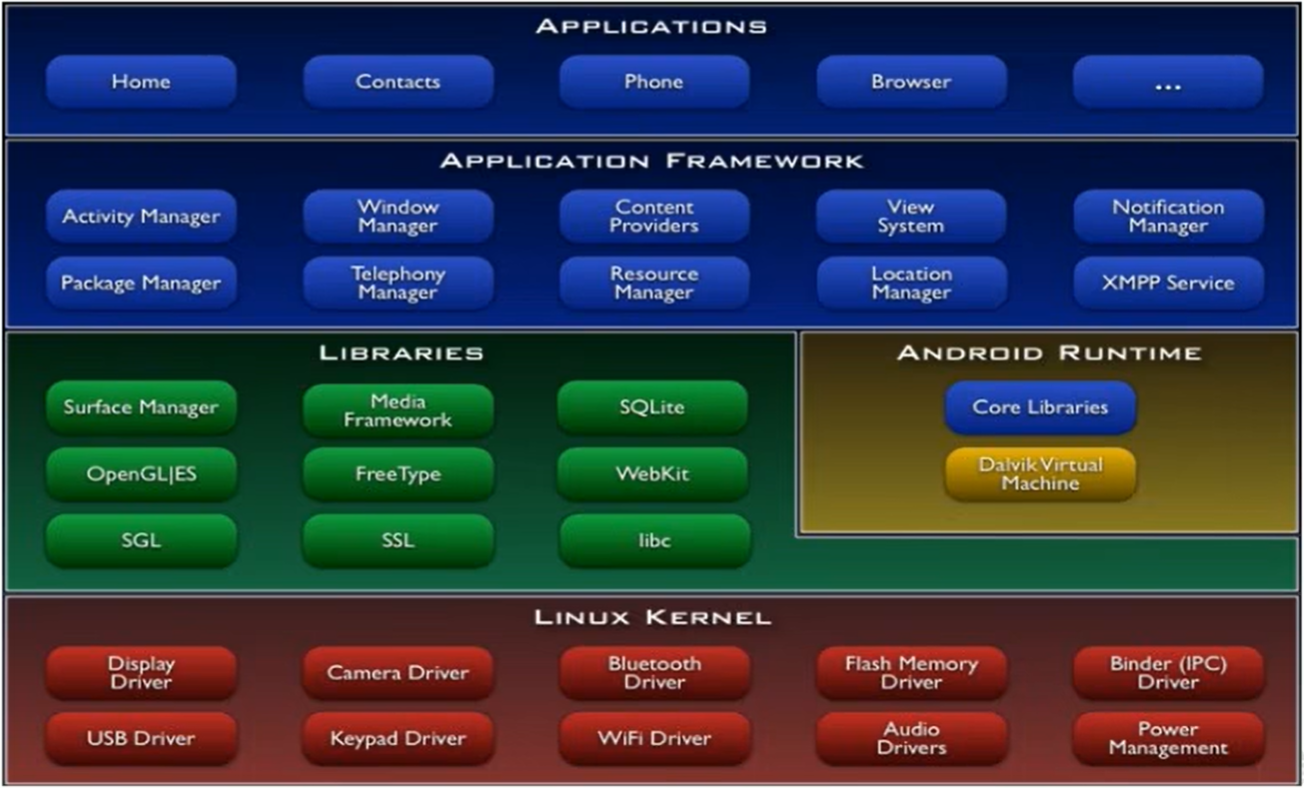 APPLICATIONS
Home
Contacts
Phone
Browser
...
APPLICATION FRAMEWORK
Activity Manager
Window
Manager
Content
Providers
View
System
Notification
Manager
Package Manager
Telephony
Manager
Resource
Manager
Location
Manager
XMPP Service
LIBRARIES
Surface Manager
Media
Framework
SQLite
OpenGL|ES
FreeType
WebKit
SGL
SSL
libc
ANDROID RUNTIME
Core Libraries
Dalvik Virtual
Machine
LINUX KERNEL
Display
Driver
Camera Driver
Bluetooth
Driver
Flash Memory
Driver
Binder (IPC)
Driver
USB Driver
Keypad Driver
WiFi Driver
Audio
Drivers
Power
Management